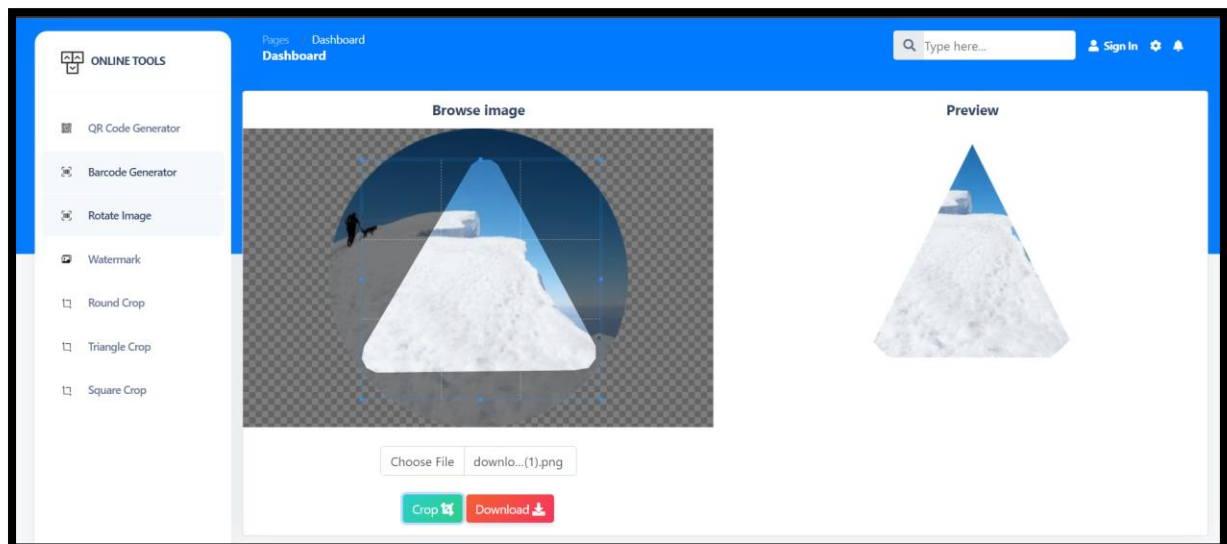 ONLINE TOOLS
QR Code Generator
Barcode Generator
Rotate Image
Watermark
Round Crop
Triangle Crop
Square Crop
Pages / Dashboard
Dashboard
Type here...
Sign In
Browse image
Preview
Choose File downlo...(1).png
Crop Download